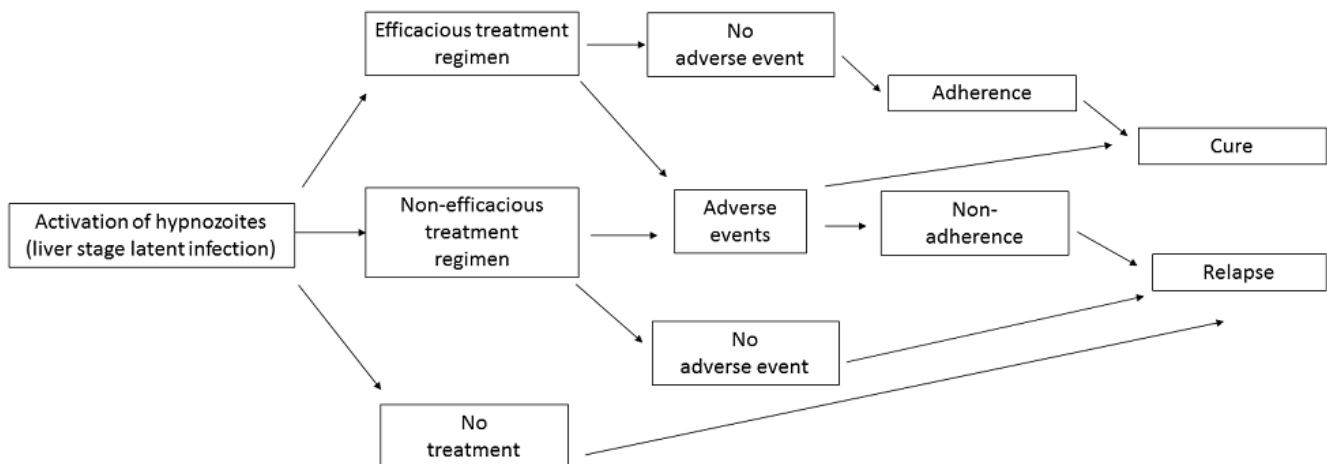 Efficacious treatment
regimen
No
adverse event
Adherence
Cure
Activation of hypnozoites
(liver stage latent infection)
Non-efficacious
treatment
regimen
Adverse
events
Non-
adherence
Relapse
No
adverse event
No
treatment